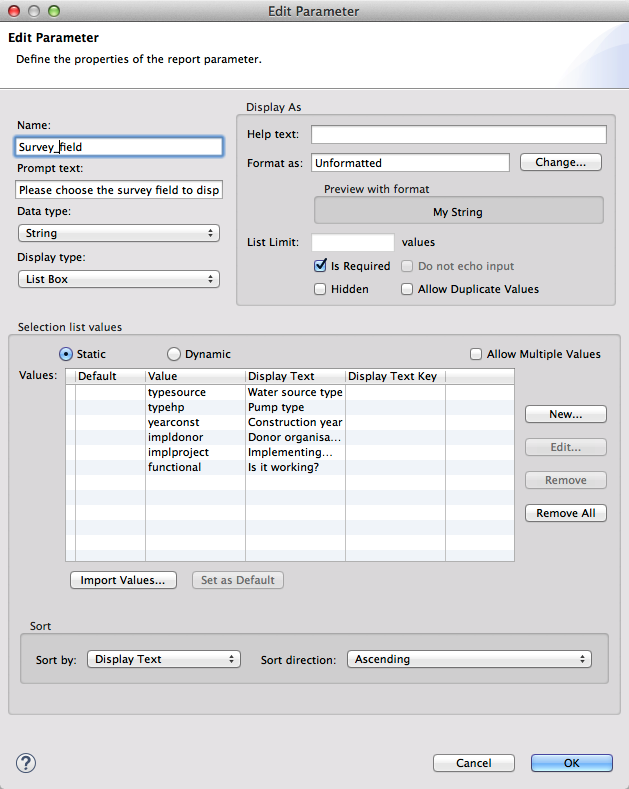 Edit Parameter
Edit Parameter
Define the properties of the report parameter.
Name:
Survey_field
Prompt text:
Please choose the survey field to disp
Data type:
String
Display type:
List Box
Display As
Help text:
Format as: Unformatted Change...
Preview with format
My String
List Limit: values
Is Required Do not echo input
Hidden Allow Duplicate Values
Selection list values
Static Dynamic Allow Multiple Values
Values: Default Value Display Text Display Text Key
typesource Water source type
typehp Pump type
yearconst Construction year
impldonor Donor organisa...
implproject Implementing...
functional Is it working?
New...
Edit...
Remove
Remove All
Import Values... Set as Default
Sort
Sort by: Display Text Sort direction: Ascending
? Cancel OK